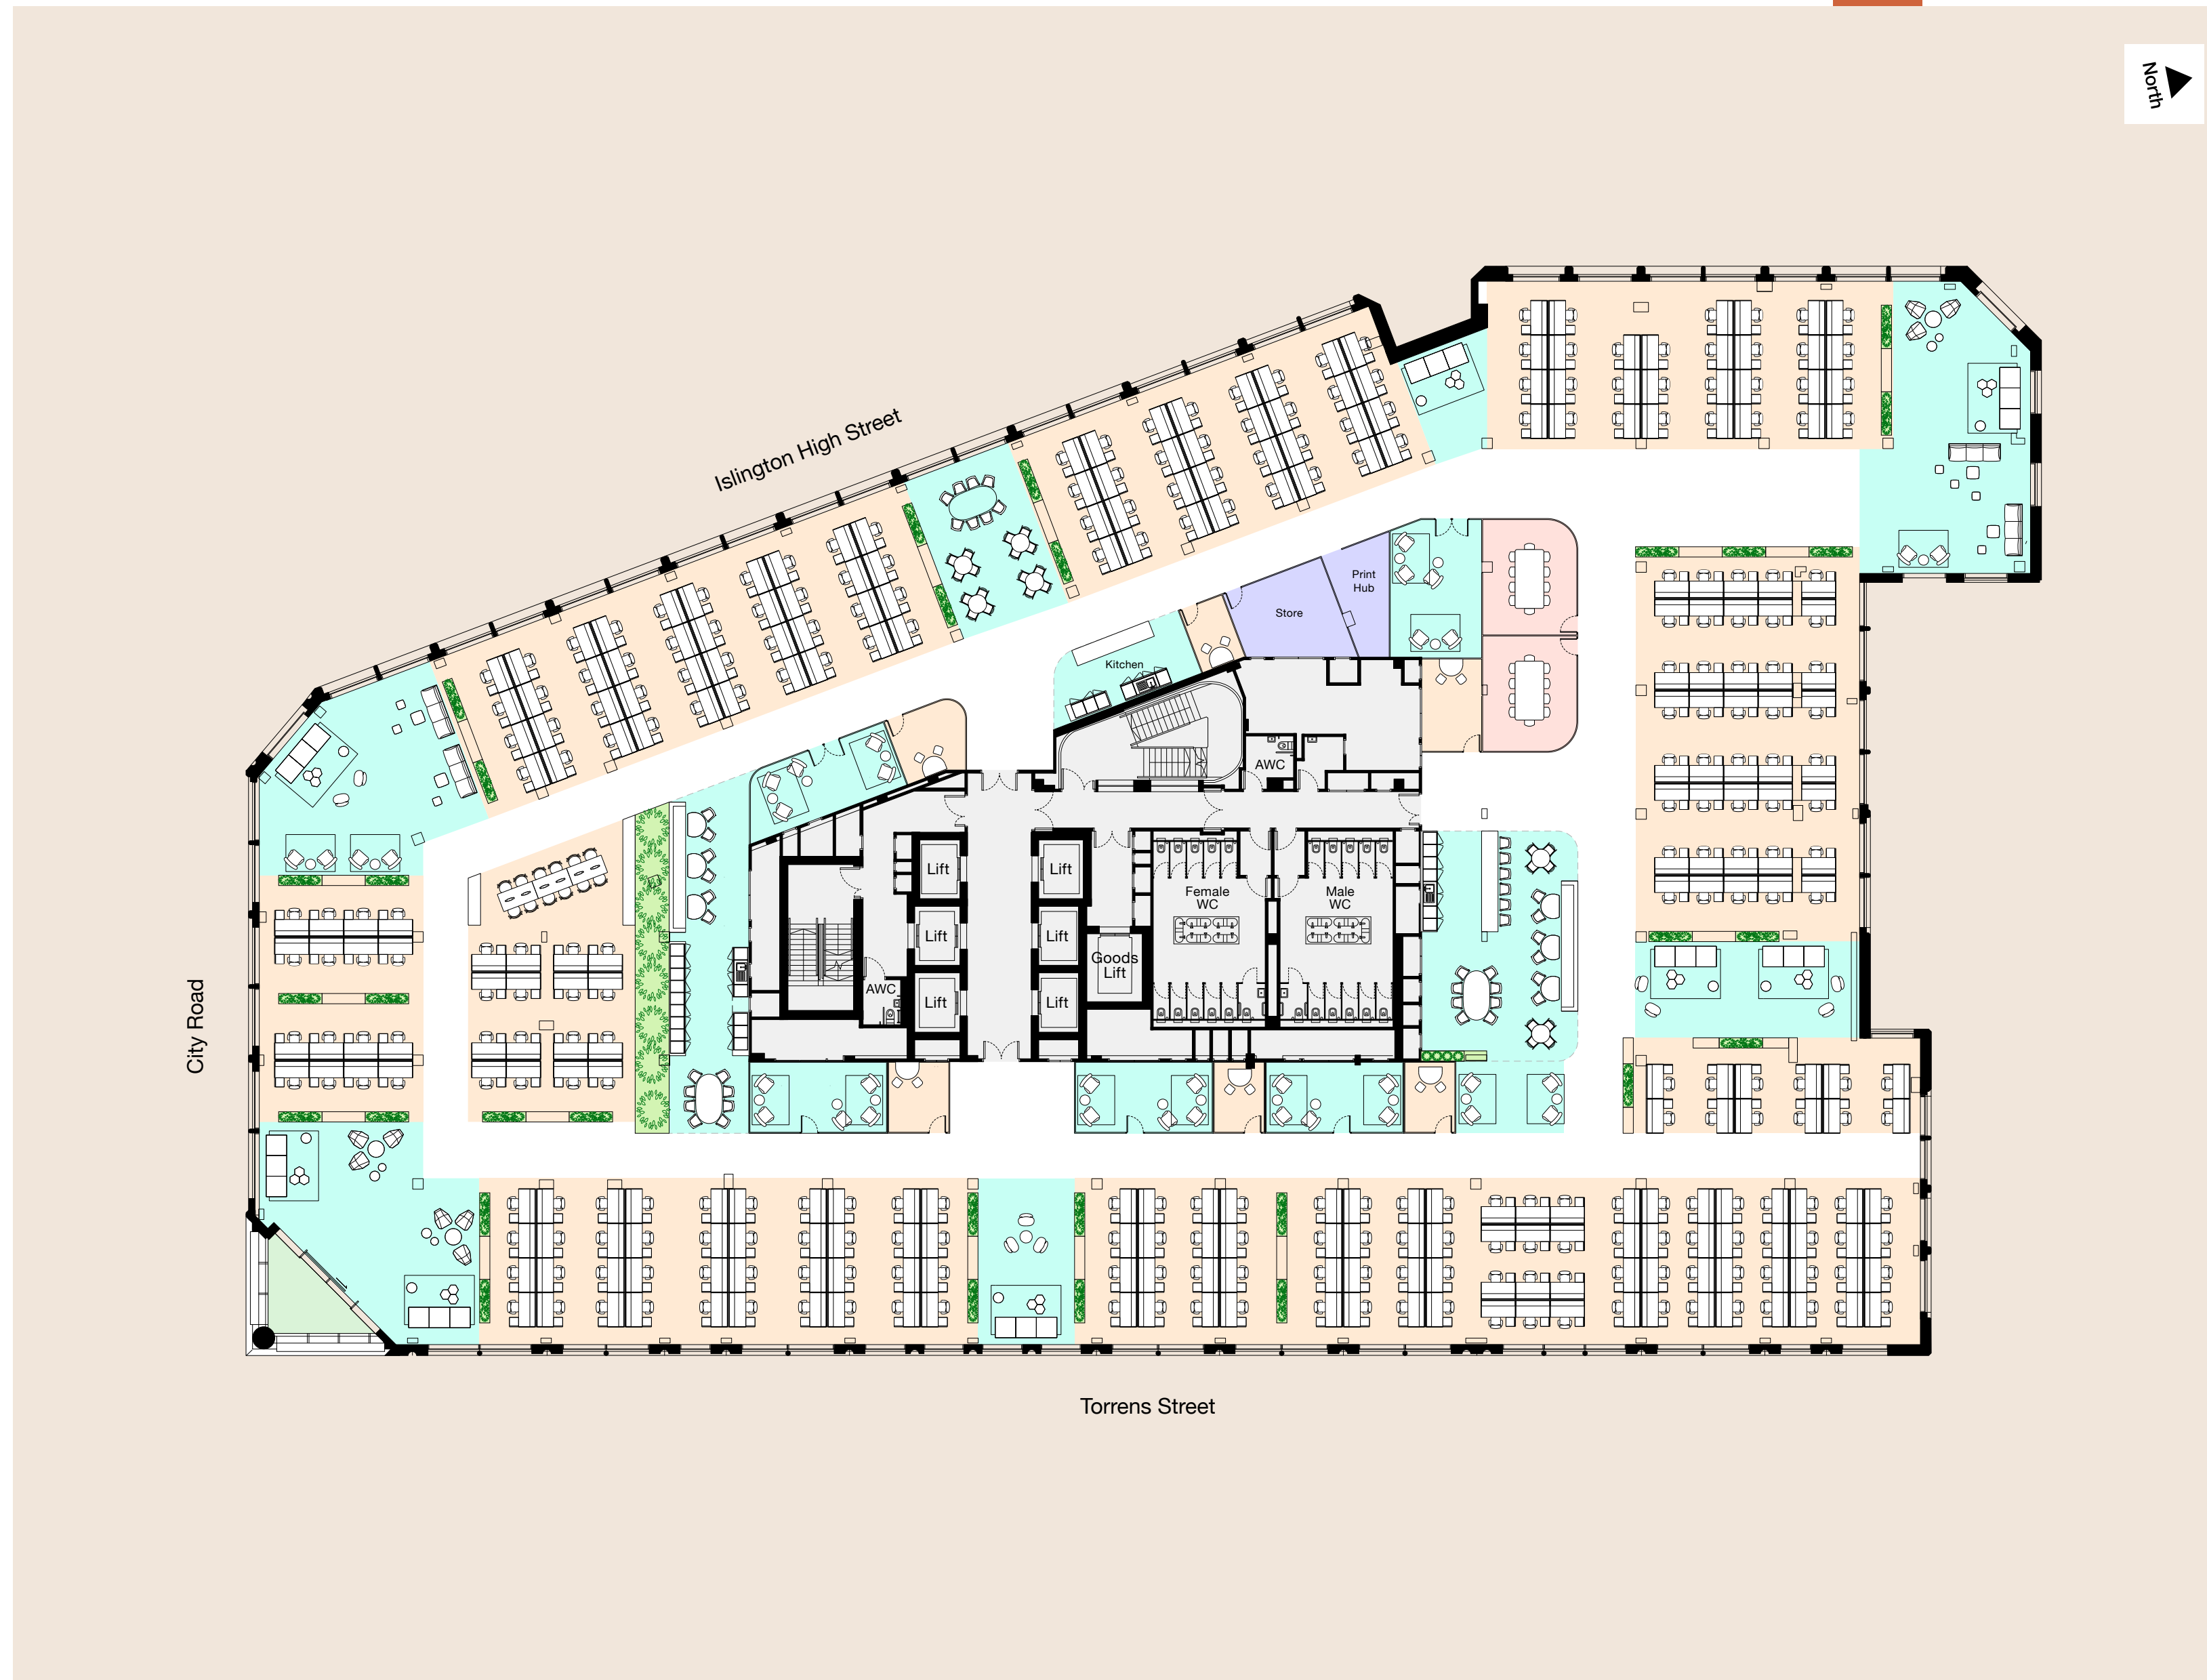 North
Islington High Street
Print
Hub
Store
Kitchen
AWC
Lift
Lift
Female
WC
Male
WC
Lift
Lift
Goods
Lift
AWC
Lift
Lift
City Road
Torrens Street